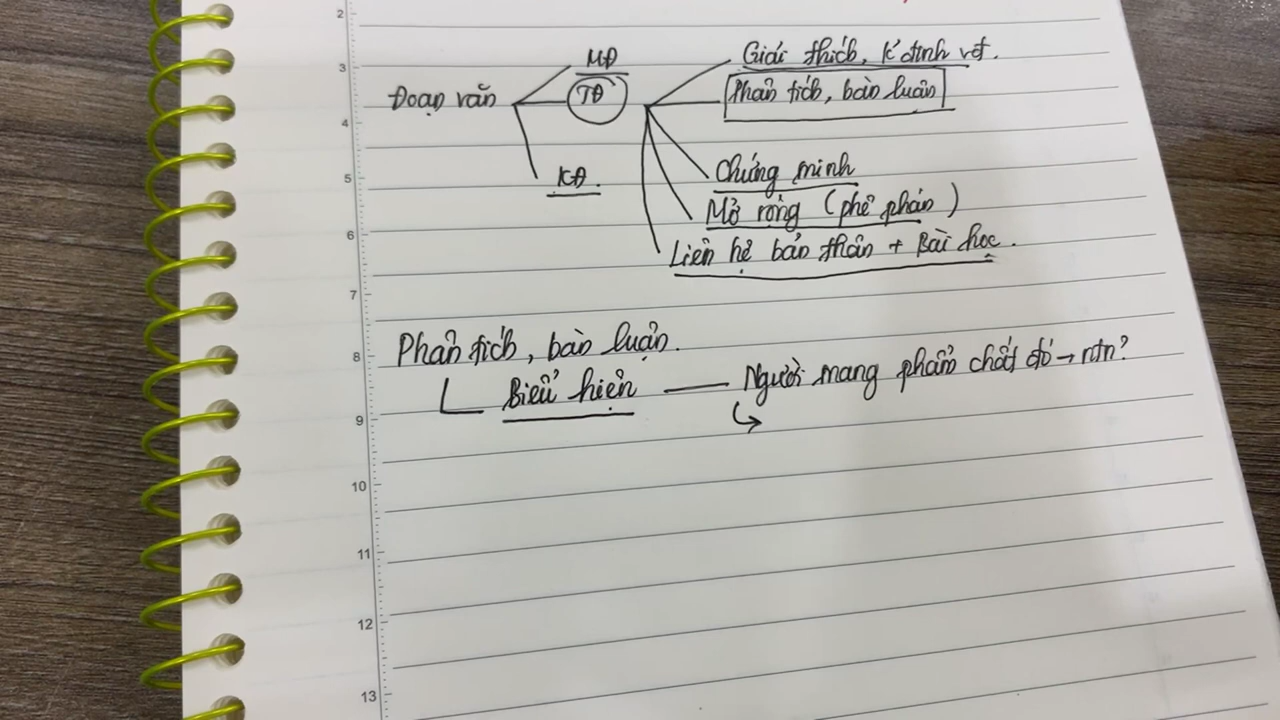 MĐ
Giải thích, k/định vđ.
Đoạn văn
TĐ
Phân tích, bàn luận
KĐ.
Chứng minh
Mở rộng (phê phán)
Liên hệ bản thân + Bài học.
Phân tích, bàn luận.
Biểu hiện
Người mang phẩm chất đó → ntn?
2
3
4
5
6
7
8
9
10
11
12
13